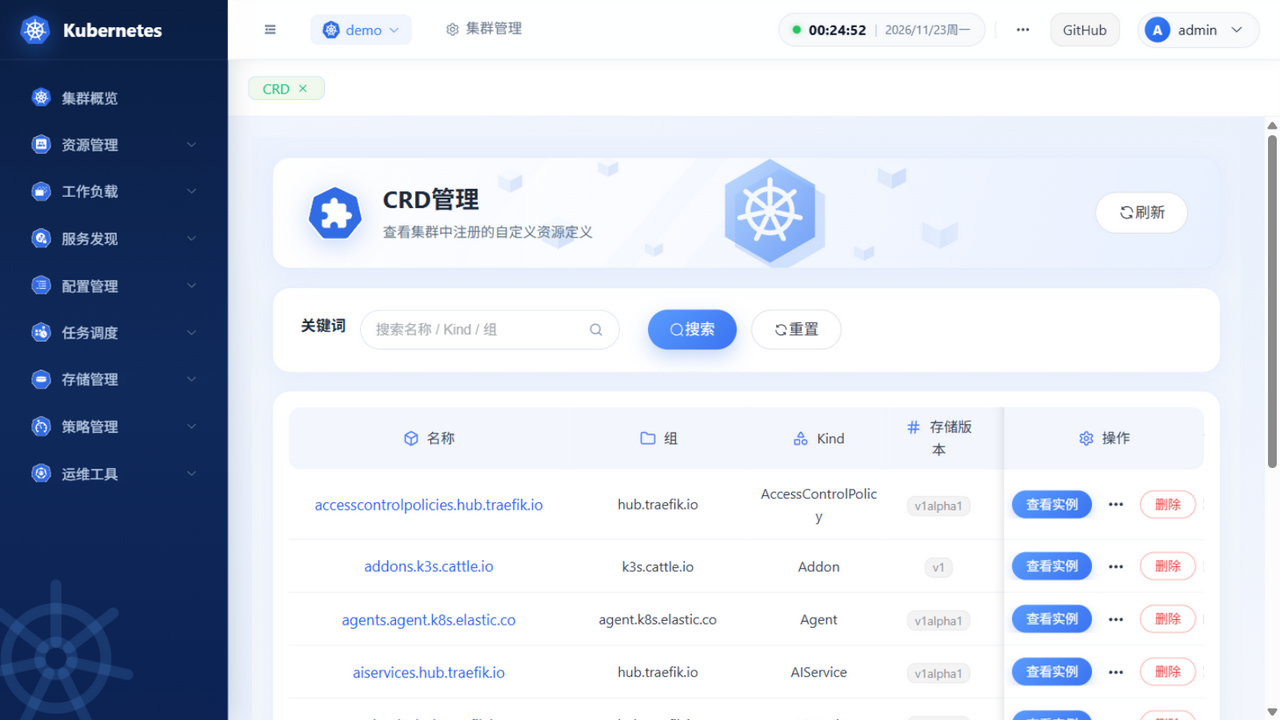 Kubernetes
demo
集群管理
00:24:52
2026/11/23周一
GitHub
A
admin
集群概览
资源管理
工作负载
服务发现
配置管理
任务调度
存储管理
策略管理
运维工具
CRD
CRD管理
查看集群中注册的自定义资源定义
刷新
关键词
搜索名称 / Kind / 组
搜索
重置
名称
组
Kind
存储版
本
操作
accesscontrolpolicies.hub.traefik.io
hub.traefik.io
AccessControlPolic
y
v1alpha1
查看实例
删除
addons.k3s.cattle.io
k3s.cattle.io
Addon
v1
查看实例
删除
agents.agent.k8s.elastic.co
agent.k8s.elastic.co
Agent
v1alpha1
查看实例
删除
aiservices.hub.traefik.io
hub.traefik.io
AIService
v1alpha1
查看实例
删除